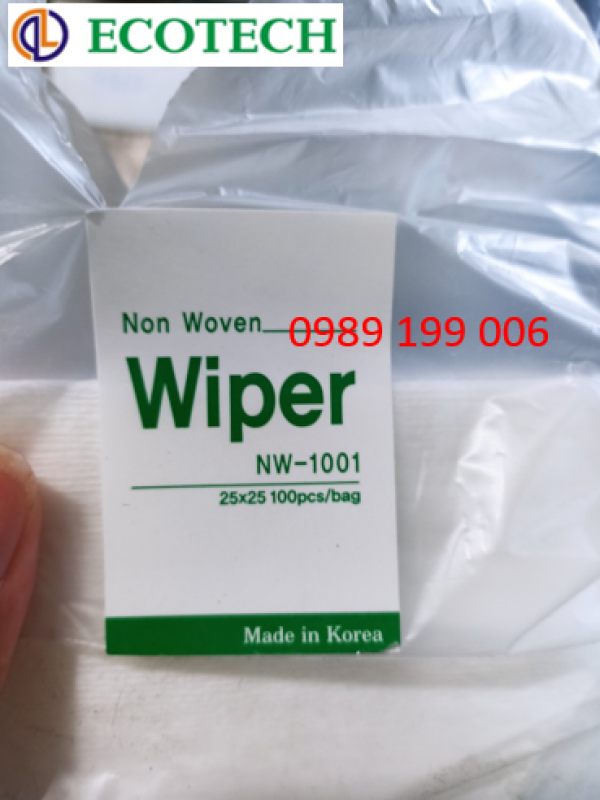 ECOTECH
Non Woven 0989 199 006
Wiper
NW-1001
25x25 100pcs/bag
Made in Korea